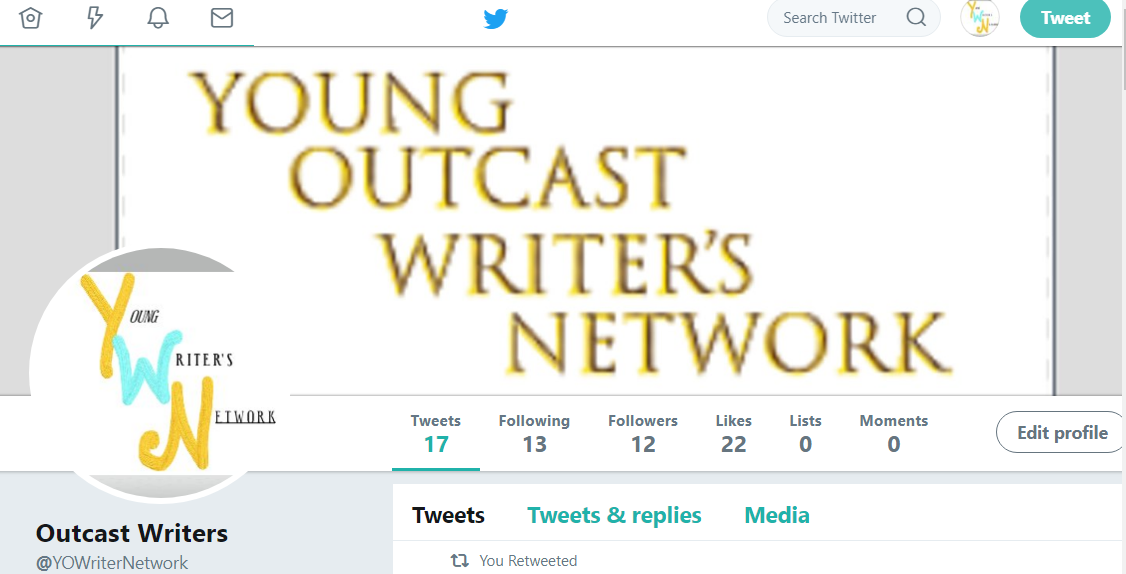 Search Twitter
Tweet
YOUNG
OUTCAST
WRITER'S
NETWORK
YOUNG
WRITER'S
NETWORK
Tweets Following Followers Likes Lists Moments
17 13 12 22 0 0
Edit profile
Outcast Writers
@YOWriterNetwork
Tweets Tweets & replies Media
You Retweeted